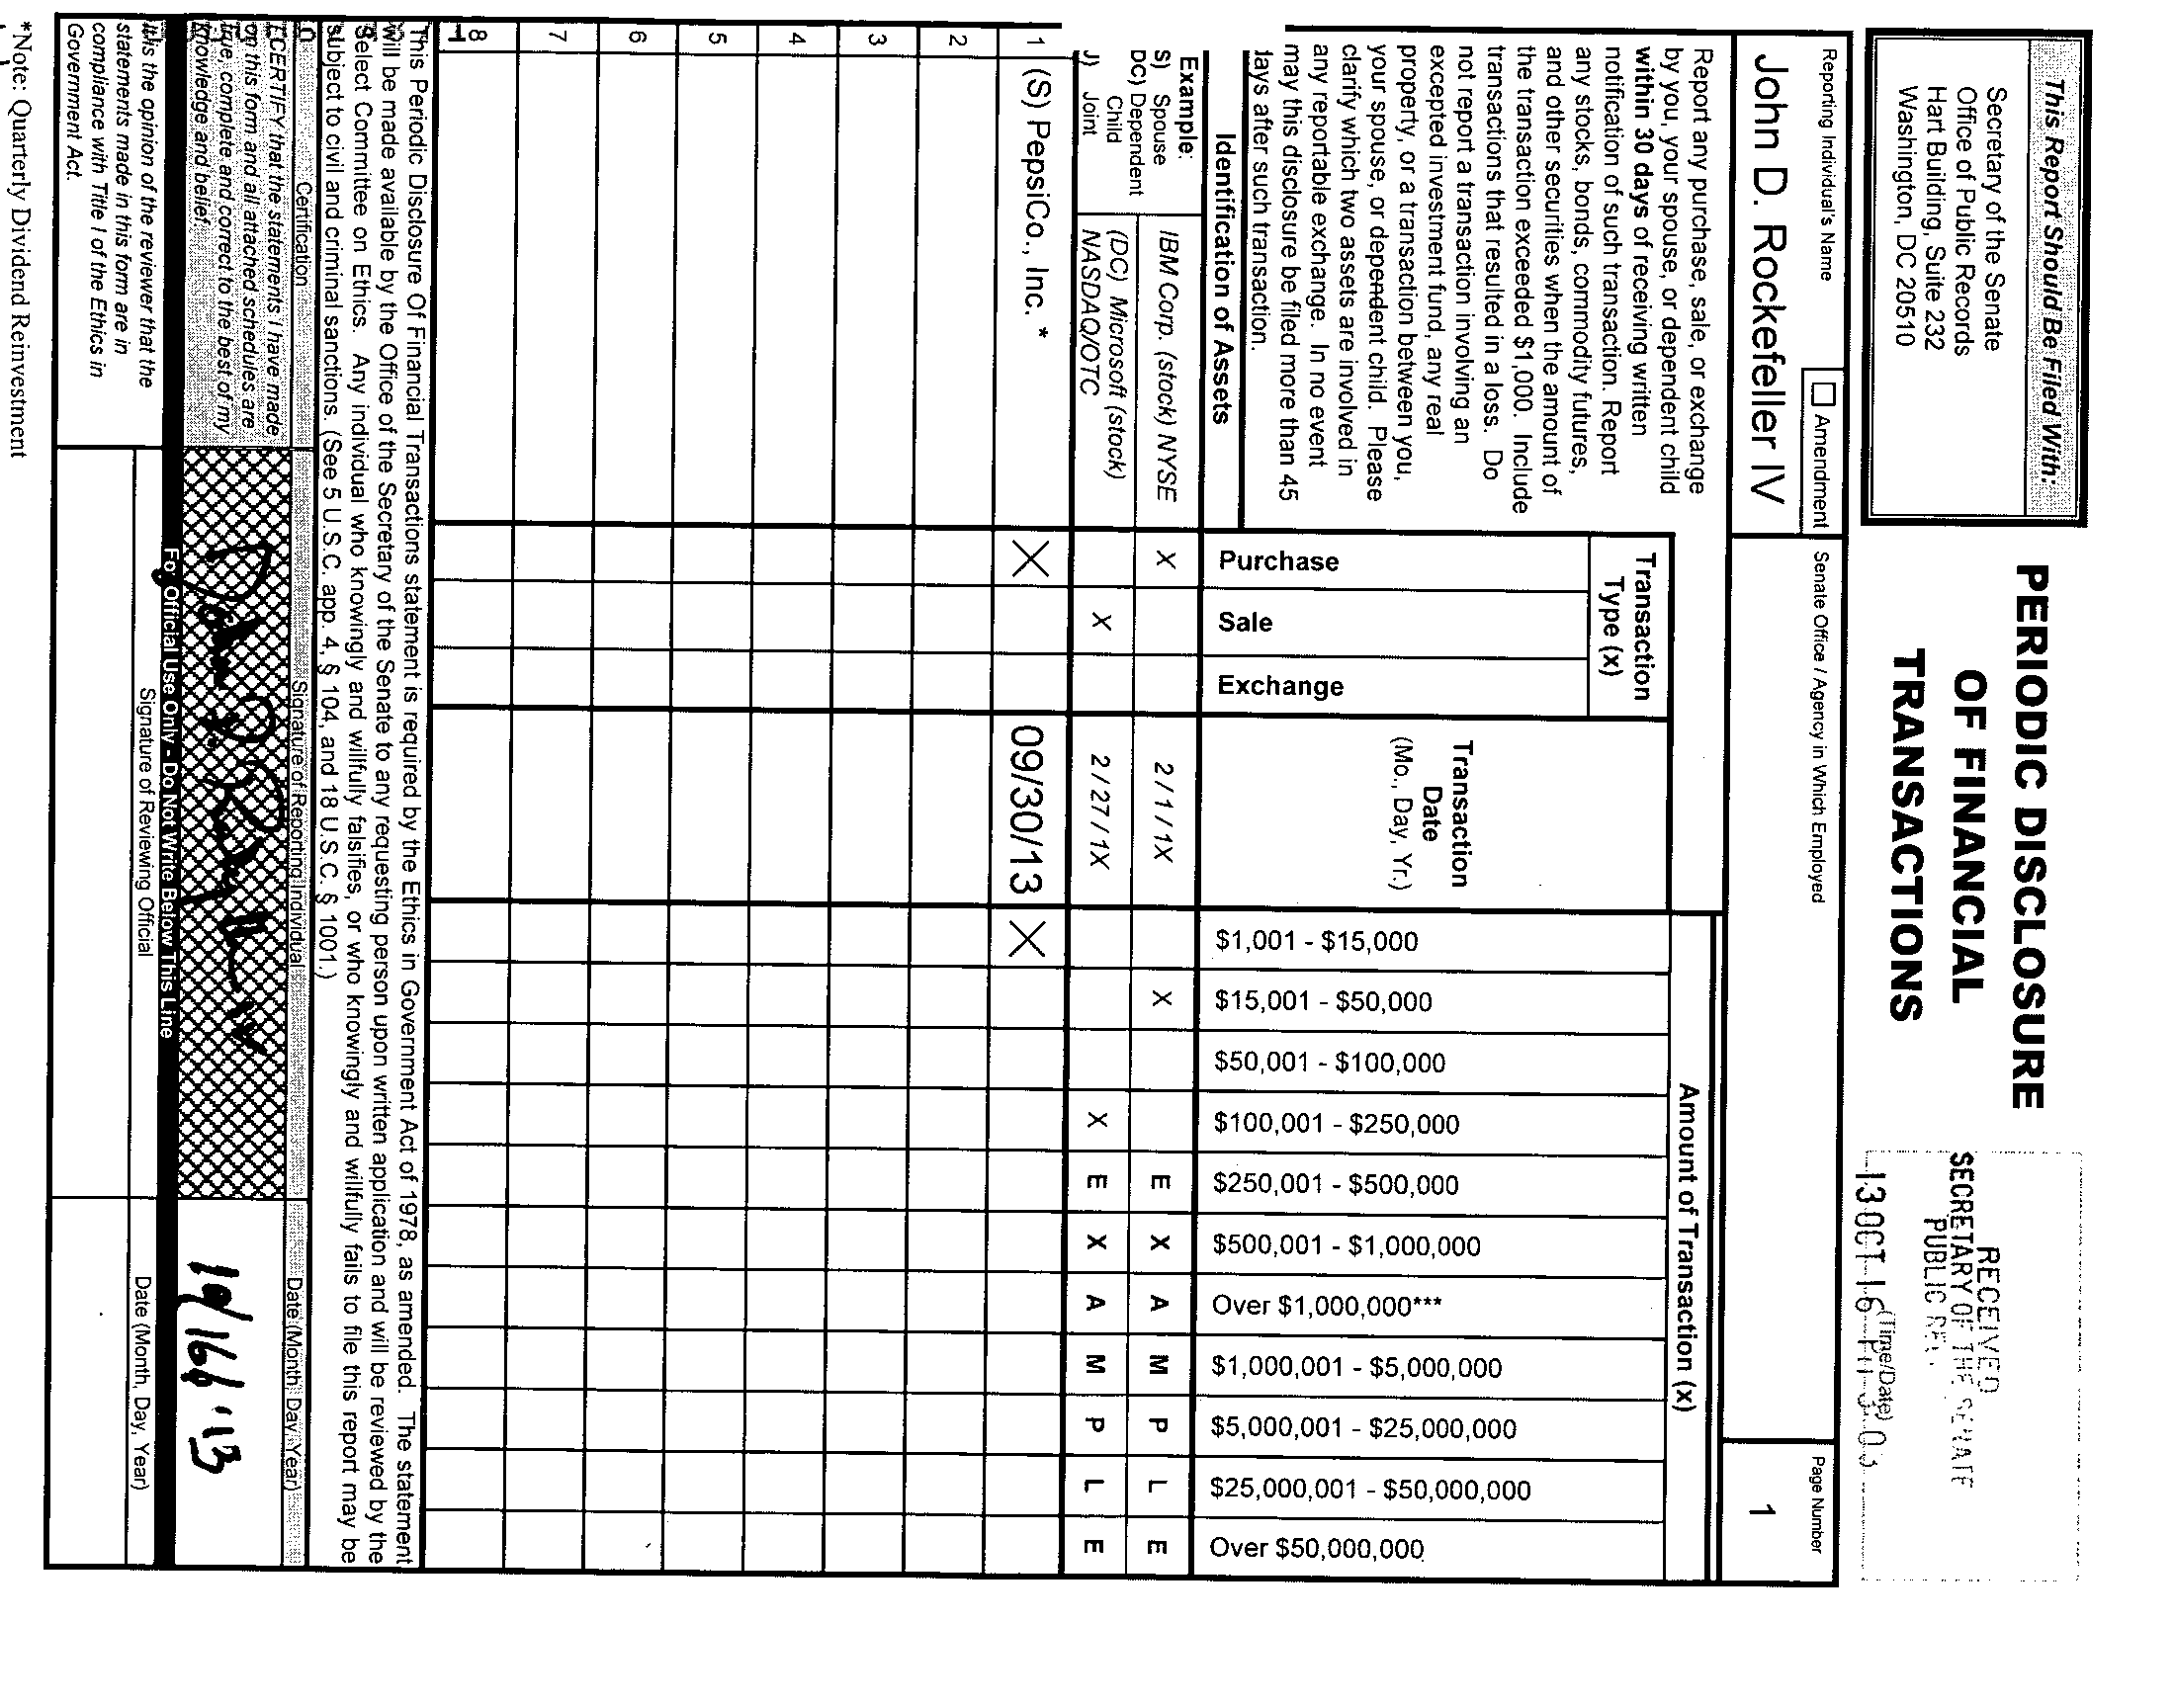 This Report Should Be Filed With:
Secretary of the Senate
Office of Public Records
Hart Building, Suite 232
Washington, DC 20510
PERIODIC DISCLOSURE
OF FINANCIAL
TRANSACTIONS
RECEIVED
SECRETARY OF THE SENATE
PUBLIC
(Time/Date)
13 OCT 16
Reporting Individual's Name
Amendment
John D. Rockefeller IV
Senate Office / Agency in Which Employed
Page Number
1
Report any purchase, sale, or exchange
by you, your spouse, or dependent child
within 30 days of receiving written
notification of such transaction. Report
any stocks, bonds, commodity futures,
and other securities when the amount of
the transaction exceeded $1,000. Include
transactions that resulted in a loss. Do
not report a transaction involving an
excepted investment fund, any real
property, or a transaction between you,
your spouse, or dependent child. Please
clarify which two assets are involved in
any reportable exchange. In no event
may this disclosure be filed more than 45
days after such transaction.
Identification of Assets
Transaction
Type (x)
Purchase
Sale
Exchange
Transaction
Date
(Mo., Day, Yr.)
Amount of Transaction (x)
$1,001 - $15,000
$15,001 - $50,000
$50,001 - $100,000
$100,001 - $250,000
$250,001 - $500,000
$500,001 - $1,000,000
Over $1,000,000***
$1,000,001 - $5,000,000
$5,000,001 - $25,000,000
$25,000,001 - $50,000,000
Over $50,000,000
Example:
S) Spouse
DC) Dependent
Child
J) Joint
IBM Corp. (stock) NYSE X 2 / 1 / 1X X E X A M P L E
(DC) Microsoft (stock)
NASDAQ/OTC X 2 / 27 / 1X X E X A M P L E
1 (S) PepsiCo., Inc. * X 09/30/13 X
2
3
4
5
6
7
8
This Periodic Disclosure Of Financial Transactions statement is required by the Ethics in Government Act of 1978, as amended. The statement
will be made available by the Office of the Secretary of the Senate to any requesting person upon written application and will be reviewed by the
Select Committee on Ethics. Any individual who knowingly and willfully falsifies, or who knowingly and willfully fails to file this report may be
subject to civil and criminal sanctions. (See 5 U.S.C. app. 4, § 104, and 18 U.S.C. § 1001.)
Certification
Signature of Reporting Individual
Date (Month, Day, Year)
I CERTIFY that the statements I have made
on this form and all attached schedules are
true, complete and correct to the best of my
knowledge and belief.
10/16/13
For Official Use Only - Do Not Write Below This Line
It is the opinion of the reviewer that the
statements made in this form are in
compliance with Title I of the Ethics in
Government Act.
Signature of Reviewing Official
Date (Month, Day, Year)
*Note: Quarterly Dividend Reinvestment